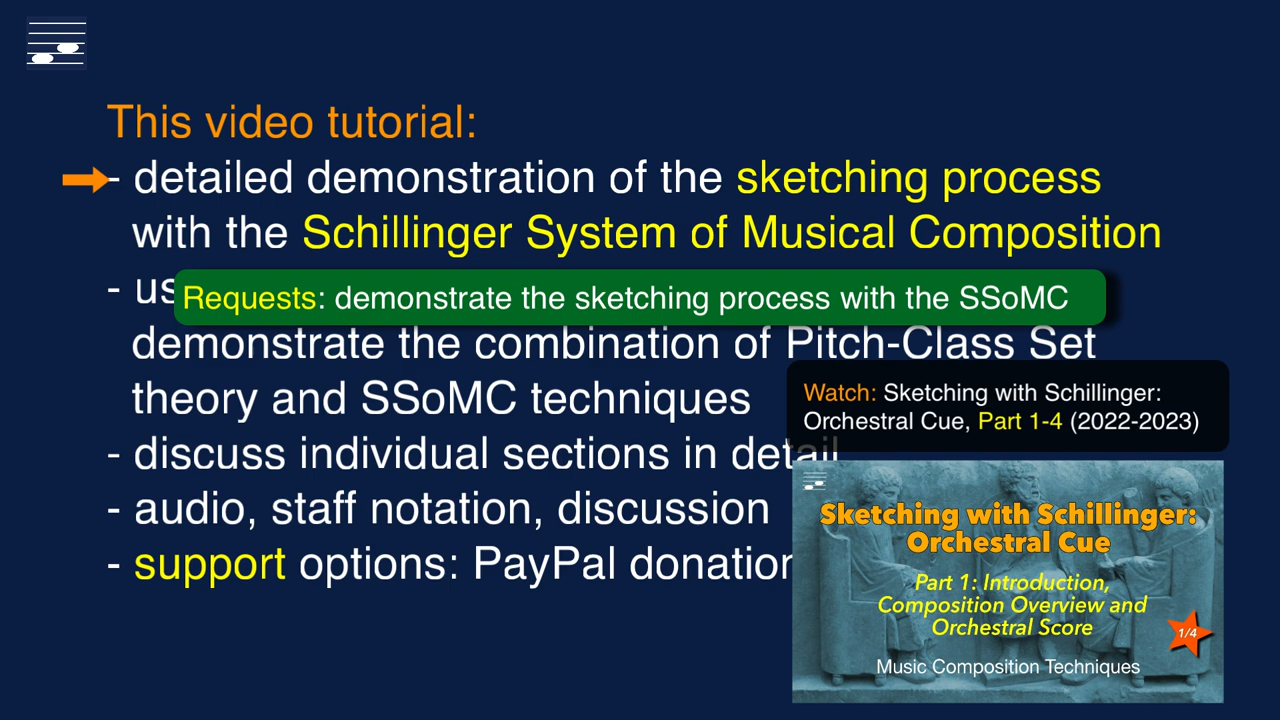 This video tutorial:
- detailed demonstration of the sketching process
with the Schillinger System of Musical Composition
- us
Requests: demonstrate the sketching process with the SSoMC
demonstrate the combination of Pitch-Class Set
Watch: Sketching with Schillinger:
Orchestral Cue, Part 1-4 (2022-2023)
theory and SSoMC techniques
- discuss individual sections in detail
- audio, staff notation, discussion
- support options: PayPal donation
Sketching with Schillinger:
Orchestral Cue
Part 1: Introduction,
Composition Overview and
Orchestral Score
1/4
Music Composition Techniques